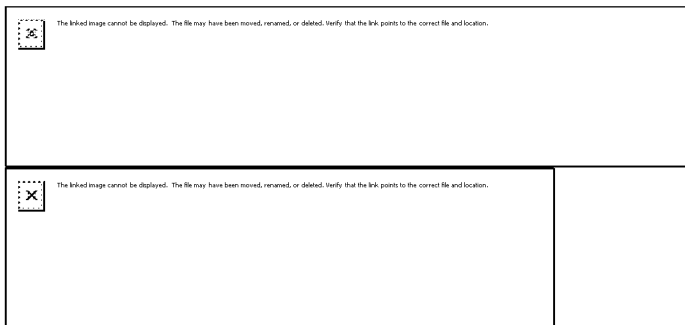 The linked image cannot be displayed. The file may have been moved, renamed, or deleted. Verify that the link points to the correct file and location.
The linked image cannot be displayed. The file may have been moved, renamed, or deleted. Verify that the link points to the correct file and location.